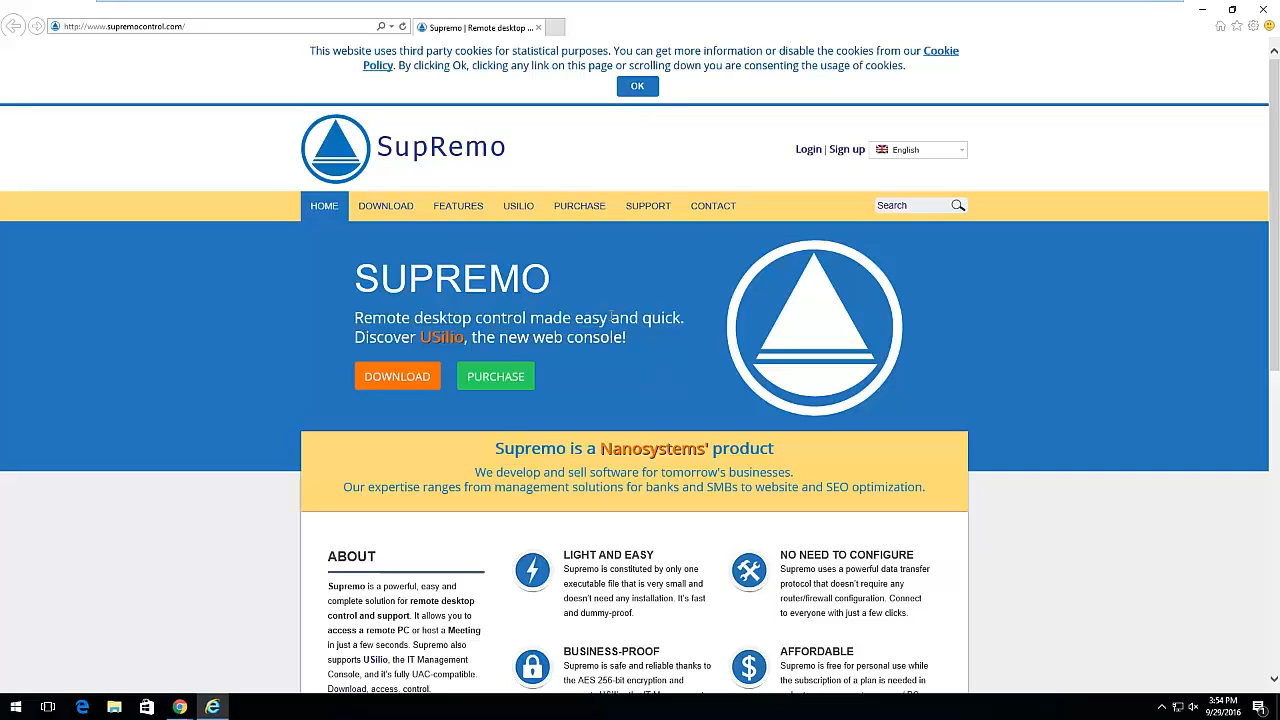 http://www.supremocontrol.com/
Supremo | Remote desktop ...
This website uses third party cookies for statistical purposes. You can get more information or disable the cookies from our Cookie
Policy. By clicking Ok, clicking any link on this page or scrolling down you are consenting the usage of cookies.
OK
SupRemo
Login | Sign up
English
HOME
DOWNLOAD
FEATURES
USILIO
PURCHASE
SUPPORT
CONTACT
Search
SUPREMO
Remote desktop control made easy and quick.
Discover USilio, the new web console!
DOWNLOAD
PURCHASE
Supremo is a Nanosystems' product
We develop and sell software for tomorrow's businesses.
Our expertise ranges from management solutions for banks and SMBs to website and SEO optimization.
ABOUT
Supremo is a powerful, easy and
complete solution for remote desktop
control and support. It allows you to
access a remote PC or host a Meeting
in just a few seconds. Supremo also
supports USilio, the IT Management
Console, and it's fully UAC-compatible.
Download, access, control.
LIGHT AND EASY
Supremo is constituted by only one
executable file that is very small and
doesn't need any installation. It's fast
and dummy-proof.
NO NEED TO CONFIGURE
Supremo uses a powerful data transfer
protocol that doesn't require any
router/firewall configuration. Connect
to everyone with just a few clicks.
BUSINESS-PROOF
Supremo is safe and reliable thanks to
the AES 256-bit encryption and
AFFORDABLE
Supremo is free for personal use while
the subscription of a plan is needed in
3:54 PM
9/29/2016